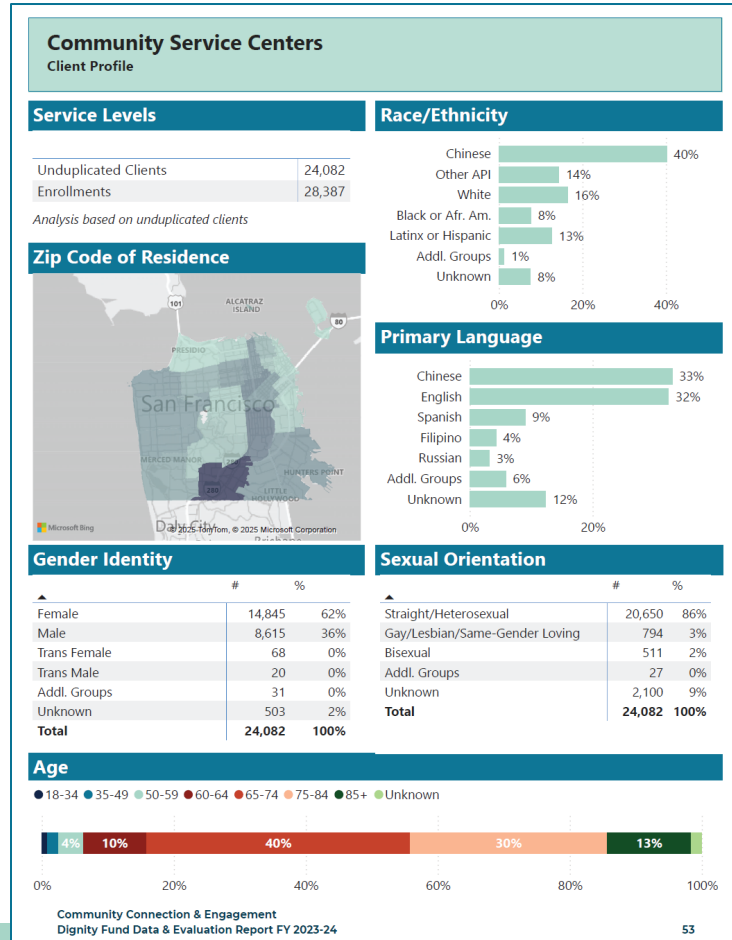 Community Service Centers
Client Profile
Service Levels
Unduplicated Clients 24,082
Enrollments 28,387
Analysis based on unduplicated clients
Zip Code of Residence
101
ALCATRAZ
ISLAND
80
PRESIDIO
San Francisco
MERCED MANOR
HUNTERS POINT
280
LITTLE
HOLLYWOOD
Daly City
Microsoft Bing
© 2025 TomTom, © 2025 Microsoft Corporation
Brisbane
Race/Ethnicity
Chinese 40%
Other API 14%
White 16%
Black or Afr. Am. 8%
Latinx or Hispanic 13%
Addl. Groups 1%
Unknown 8%
0% 20% 40%
Primary Language
Chinese 33%
English 32%
Spanish 9%
Filipino 4%
Russian 3%
Addl. Groups 6%
Unknown 12%
0% 20%
Gender Identity
# %
Female 14,845 62%
Male 8,615 36%
Trans Female 68 0%
Trans Male 20 0%
Addl. Groups 31 0%
Unknown 503 2%
Total 24,082 100%
Sexual Orientation
# %
Straight/Heterosexual 20,650 86%
Gay/Lesbian/Same-Gender Loving 794 3%
Bisexual 511 2%
Addl. Groups 27 0%
Unknown 2,100 9%
Total 24,082 100%
Age
18-34 35-49 50-59 60-64 65-74 75-84 85+ Unknown
4% 10% 40% 30% 13%
0% 20% 40% 60% 80% 100%
Community Connection & Engagement
Dignity Fund Data & Evaluation Report FY 2023-24 53